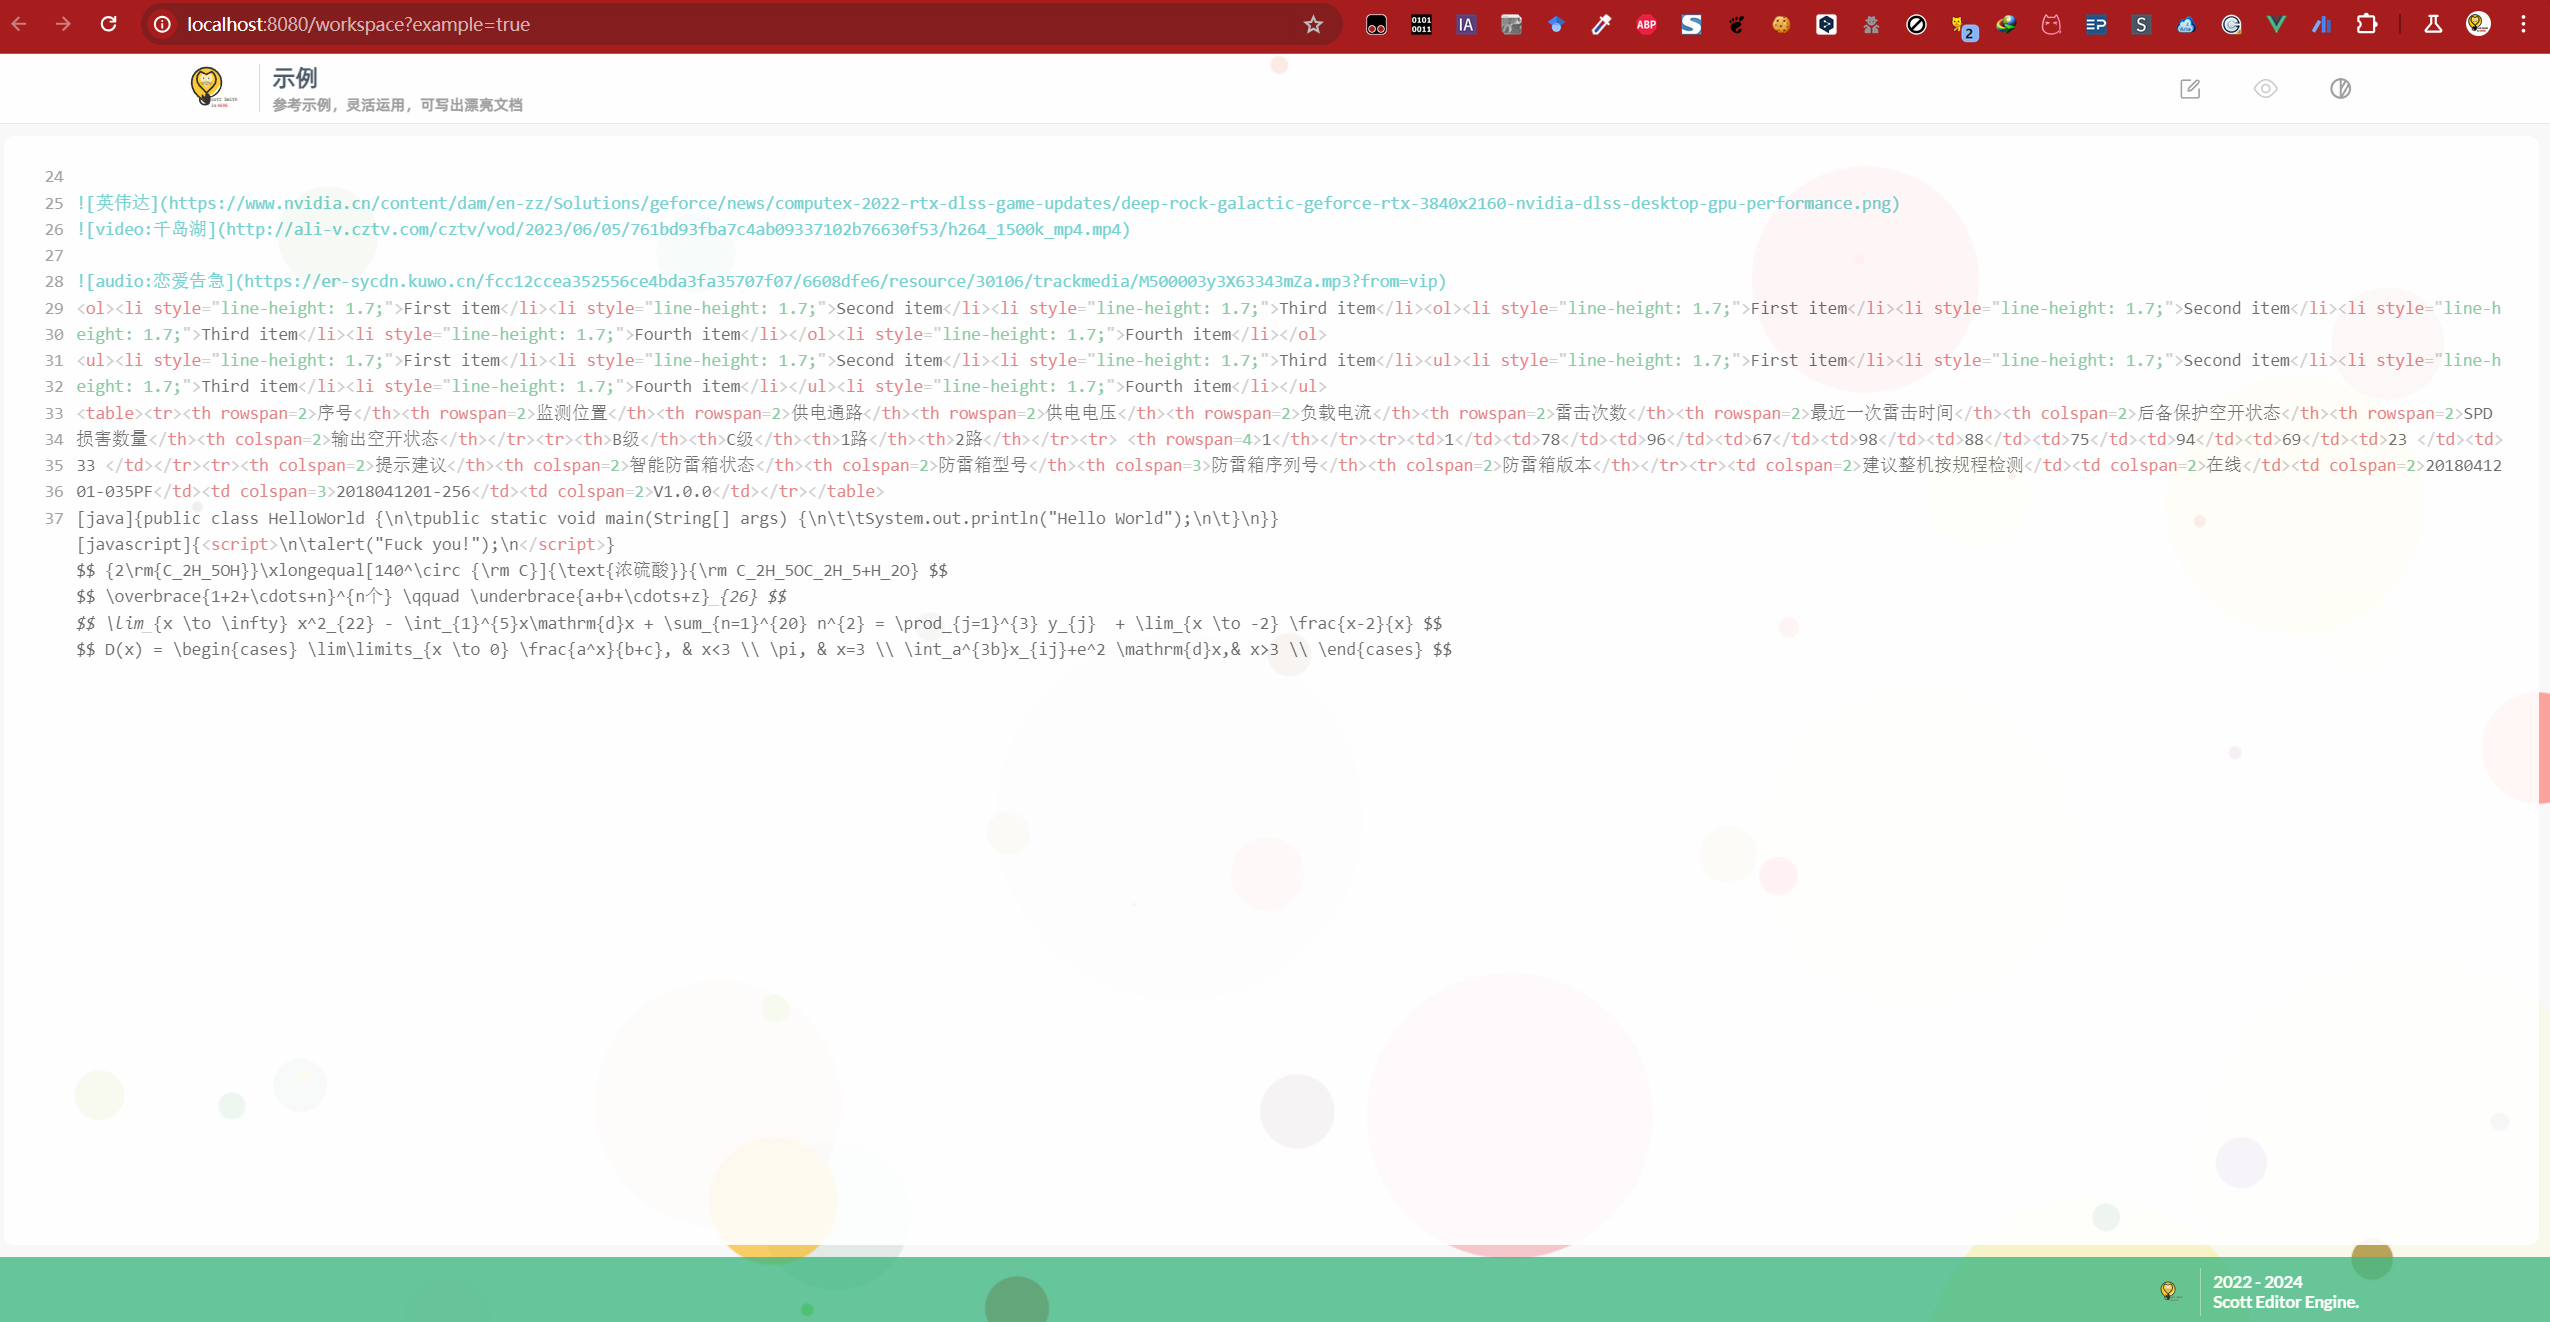 localhost:8080/workspace?example=true
示例
参考示例，灵活运用，可写出漂亮文档
24
25 ![英伟达](https://www.nvidia.cn/content/dam/en-zz/Solutions/geforce/news/computex-2022-rtx-dlss-game-updates/deep-rock-galactic-geforce-rtx-3840x2160-nvidia-dlss-desktop-gpu-performance.png)
26 ![video:千岛湖](http://ali-v.cztv.com/cztv/vod/2023/06/05/761bd93fba7c4ab09337102b76630f53/h264_1500k_mp4.mp4)
27
28 ![audio:恋爱告急](https://er-sycdn.kuwo.cn/fcc12ccea352556ce4bda3fa35707f07/6608dfe6/resource/30106/trackmedia/M500003y3X63343mZa.mp3?from=vip)
29 <ol><li style="line-height: 1.7;">First item</li><li style="line-height: 1.7;">Second item</li><li style="line-height: 1.7;">Third item</li><ol><li style="line-height: 1.7;">First item</li><li style="line-height: 1.7;">Second item</li><li style="line-h
30 eight: 1.7;">Third item</li><li style="line-height: 1.7;">Fourth item</li></ol><li style="line-height: 1.7;">Fourth item</li></ol>
31 <ul><li style="line-height: 1.7;">First item</li><li style="line-height: 1.7;">Second item</li><li style="line-height: 1.7;">Third item</li><ul><li style="line-height: 1.7;">First item</li><li style="line-height: 1.7;">Second item</li><li style="line-h
32 eight: 1.7;">Third item</li><li style="line-height: 1.7;">Fourth item</li></ul><li style="line-height: 1.7;">Fourth item</li></ul>
33 <table><tr><th rowspan=2>序号</th><th rowspan=2>监测位置</th><th rowspan=2>供电通路</th><th rowspan=2>供电电压</th><th rowspan=2>负载电流</th><th rowspan=2>雷击次数</th><th rowspan=2>最近一次雷击时间</th><th colspan=2>后备保护空开状态</th><th rowspan=2>SPD
34 损害数量</th><th colspan=2>输出空开状态</th></tr><tr><th>B级</th><th>C级</th><th>1路</th><th>2路</th></tr><tr> <th rowspan=4>1</th></tr><tr><td>1</td><td>78</td><td>96</td><td>67</td><td>98</td><td>88</td><td>75</td><td>94</td><td>69</td><td>23 </td><td>
35 33 </td></tr><tr><th colspan=2>提示建议</th><th colspan=2>智能防雷箱状态</th><th colspan=2>防雷箱型号</th><th colspan=3>防雷箱序列号</th><th colspan=2>防雷箱版本</th></tr><tr><td colspan=2>建议整机按规程检测</td><td colspan=2>在线</td><td colspan=2>20180412
36 01-035PF</td><td colspan=3>2018041201-256</td><td colspan=2>V1.0.0</td></tr></table>
37 [java]{public class HelloWorld {\n\tpublic static void main(String[] args) {\n\t\tSystem.out.println("Hello World");\n\t}\n}}
[javascript]{<script>\n\talert("Fuck you!");\n</script>}
$$ {2\rm{C_2H_5OH}}\xlongequal[140^\circ {\rm C}]{\text{浓硫酸}}{\rm C_2H_5OC_2H_5+H_2O} $$
$$ \overbrace{1+2+\cdots+n}^{n个} \qquad \underbrace{a+b+\cdots+z}_{26} $$
$$ \lim_{x \to \infty} x^2_{22} - \int_{1}^{5}x\mathrm{d}x + \sum_{n=1}^{20} n^{2} = \prod_{j=1}^{3} y_{j}  + \lim_{x \to -2} \frac{x-2}{x} $$
$$ D(x) = \begin{cases} \lim\limits_{x \to 0} \frac{a^x}{b+c}, & x<3 \\ \pi, & x=3 \\ \int_a^{3b}x_{ij}+e^2 \mathrm{d}x,& x>3 \\ \end{cases} $$
2022 - 2024
Scott Editor Engine.